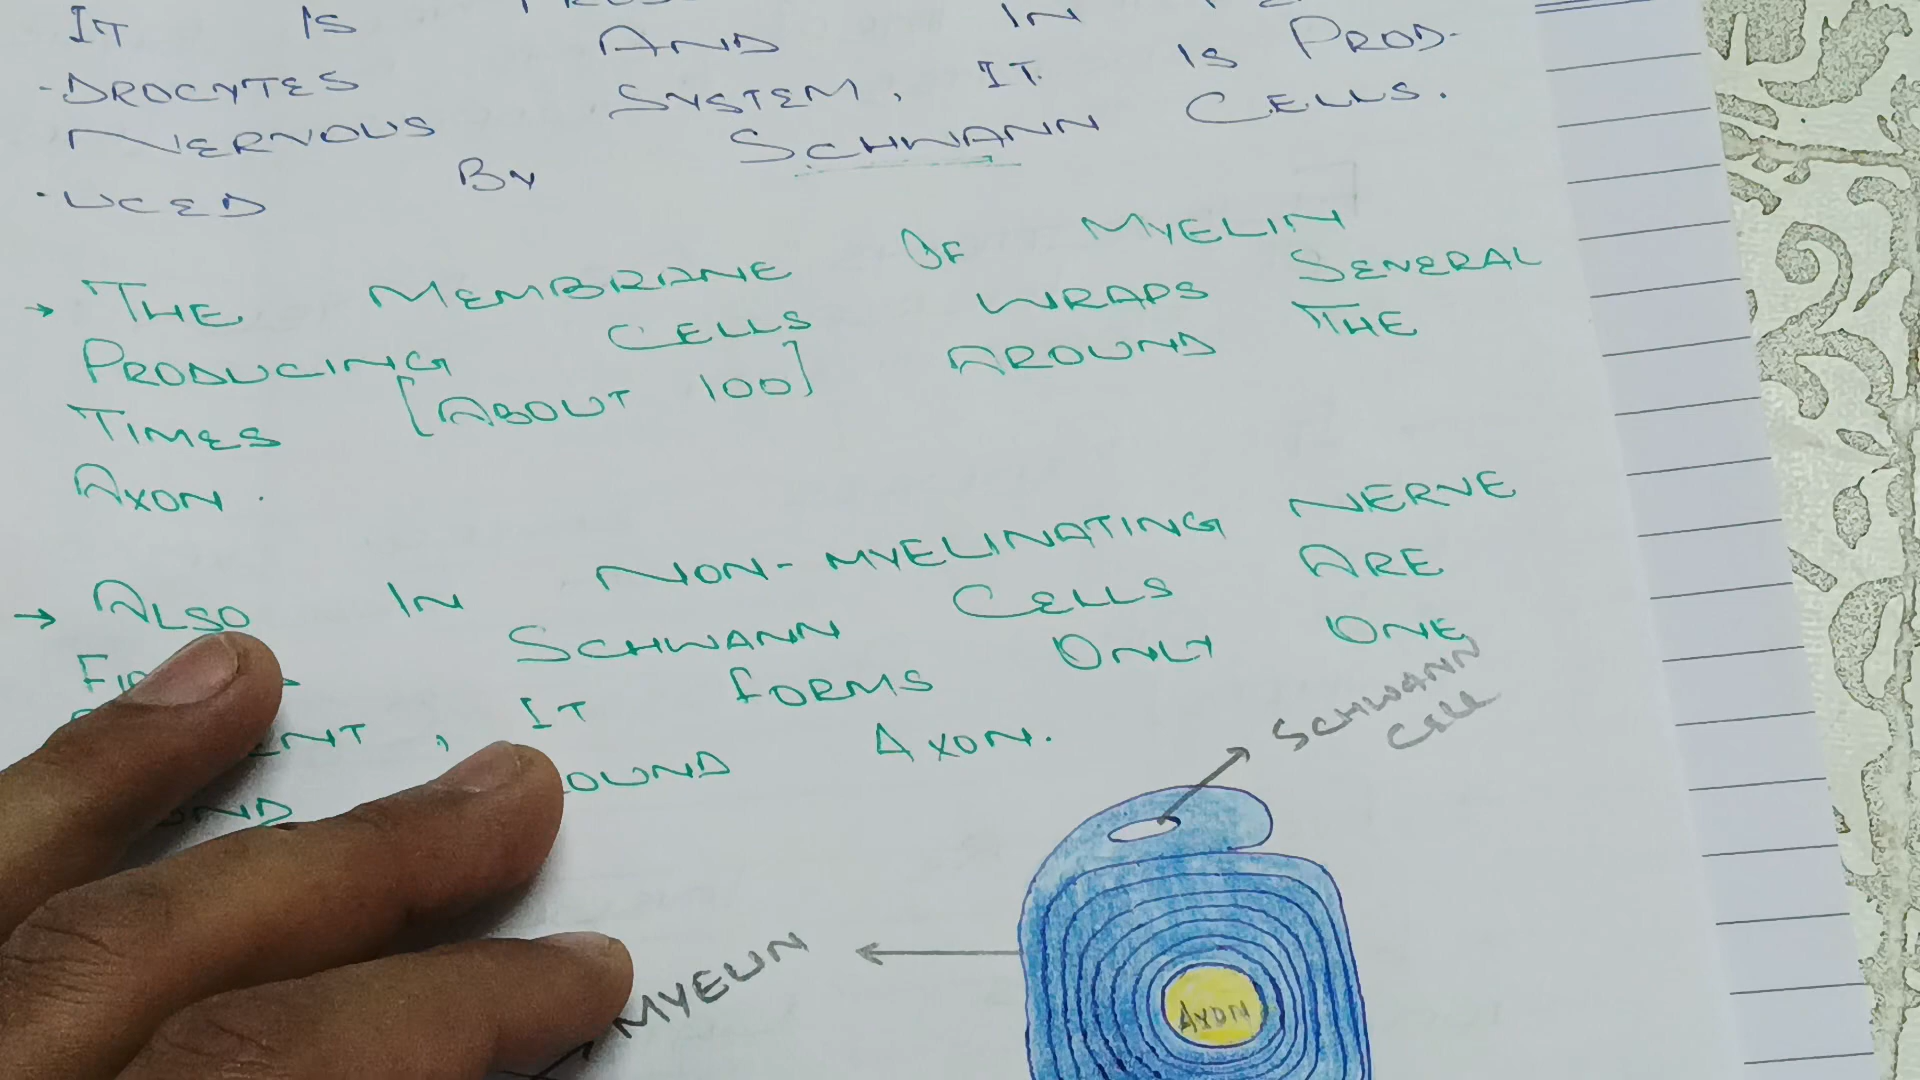 IT IS IN
-DROCYTES AND
NERVOUS SYSTEM, IT IS PROD-
-UCED BY SCHWANN CELLS.
→ THE MEMBRANE OF MYELIN
PRODUCING CELLS WRAPS SEVERAL
TIMES [ABOUT 100] AROUND THE
AXON.
→ ALSO IN NON-MYELINATING NERVE
SCHWANN CELLS ARE
, IT FORMS ONLY ONE
AXON.
SCHWANN
CELL
MYELIN
AXON